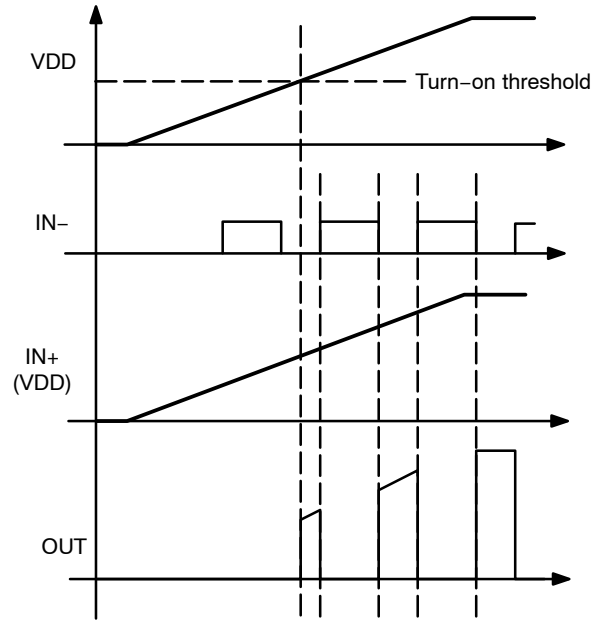 VDD
Turn−on threshold
IN−
IN+
(VDD)
OUT